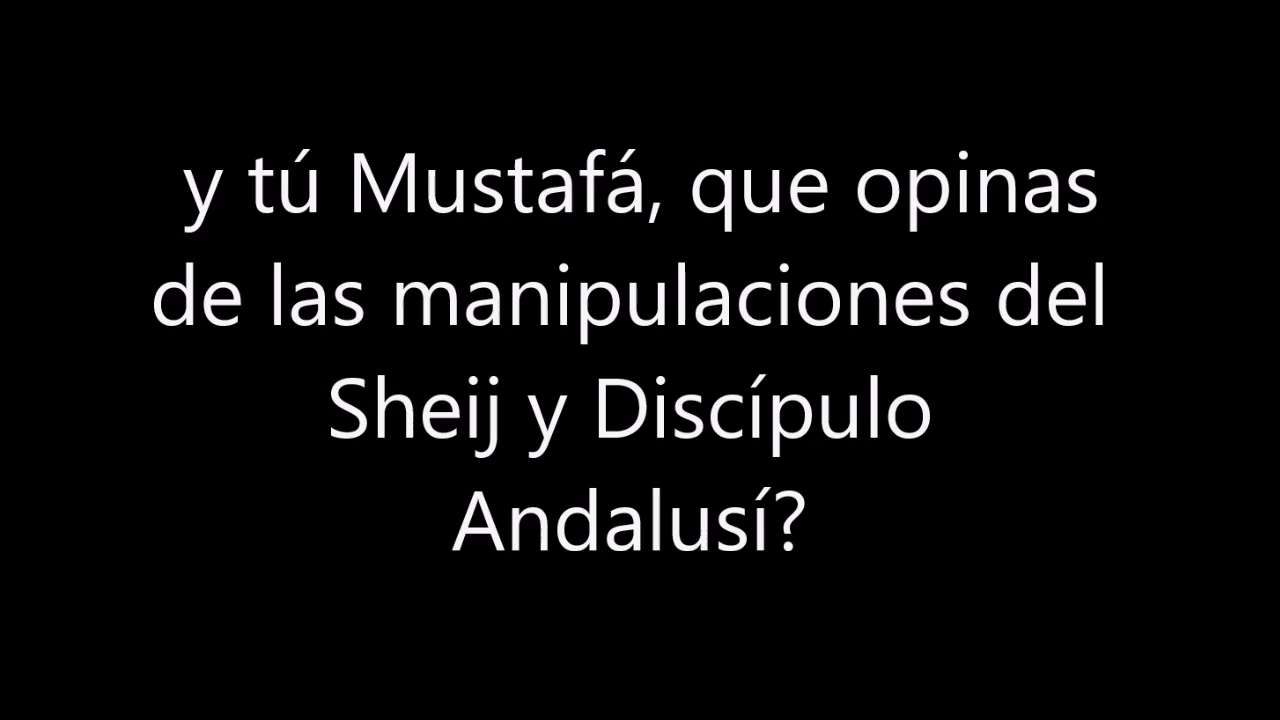 y tú Mustafá, que opinas
de las manipulaciones del
Sheij y Discípulo
Andalusí?